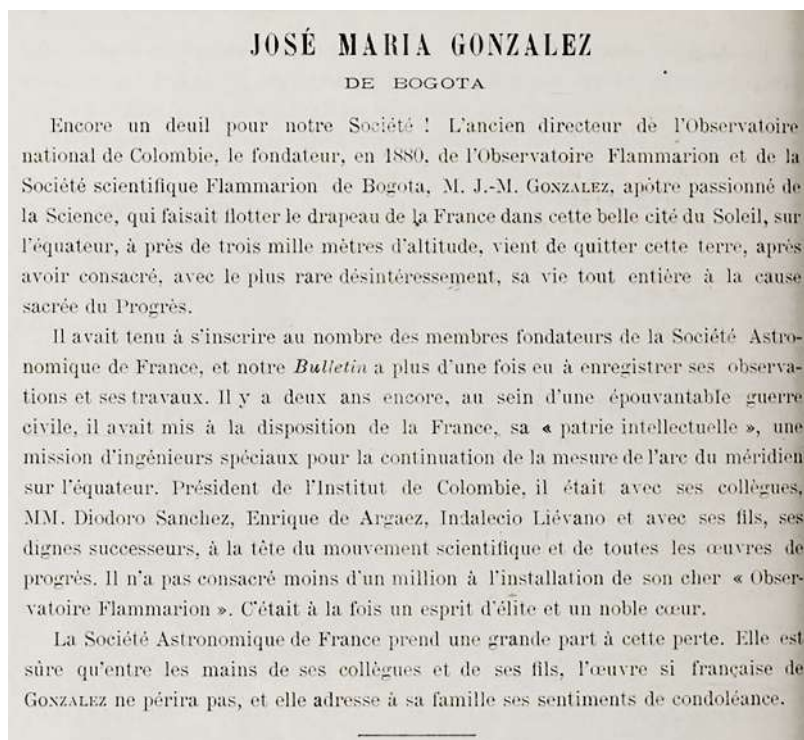 JOSÉ MARIA GONZALEZ
DE BOGOTA
Encore un deuil pour notre Société ! L'ancien directeur de l'Observatoire
national de Colombie, le fondateur, en 1880, de l'Observatoire Flammarion et de la
Société scientifique Flammarion de Bogota, M. J.-M. GONZALEZ, apôtre passionné de
la Science, qui faisait flotter le drapeau de la France dans cette belle cité du Soleil, sur
l'équateur, à près de trois mille mètres d'altitude, vient de quitter cette terre, après
avoir consacré, avec le plus rare désintéressement, sa vie tout entière à la cause
sacrée du Progrès.
Il avait tenu à s'inscrire au nombre des membres fondateurs de la Société Astro-
nomique de France, et notre Bulletin a plus d'une fois eu à enregistrer ses observa-
tions et ses travaux. Il y a deux ans encore, au sein d'une épouvantable guerre
civile, il avait mis à la disposition de la France, sa « patrie intellectuelle », une
mission d'ingénieurs spéciaux pour la continuation de la mesure de l'arc du méridien
sur l'équateur. Président de l'Institut de Colombie, il était avec ses collègues,
MM. Diodoro Sanchez, Enrique de Argaez, Indalecio Liévano et avec ses fils, ses
dignes successeurs, à la tête du mouvement scientifique et de toutes les œuvres de
progrès. Il n'a pas consacré moins d'un million à l'installation de son cher « Obser-
vatoire Flammarion ». C'était à la fois un esprit d'élite et un noble cœur.
La Société Astronomique de France prend une grande part à cette perte. Elle est
sûre qu'entre les mains de ses collègues et de ses fils, l'œuvre si française de
GONZALEZ ne périra pas, et elle adresse à sa famille ses sentiments de condoléance.